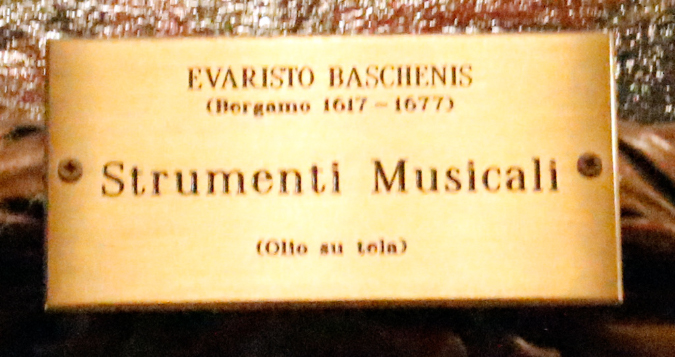 EVARISTO BASCHENIS
(Bergamo 1617-1677)
Strumenti Musicali
(Olio su tela)